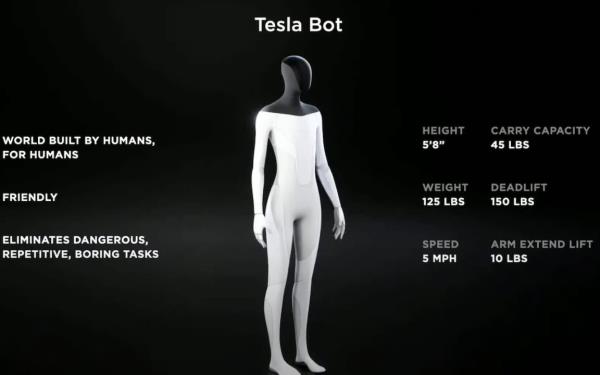 Tesla Bot
WORLD BUILT BY HUMANS,
FOR HUMANS
FRIENDLY
ELIMINATES DANGEROUS,
REPETITIVE, BORING TASKS
HEIGHT
5'8”
CARRY CAPACITY
45 LBS
WEIGHT
125 LBS
DEADLIFT
150 LBS
SPEED
5 MPH
ARM EXTEND LIFT
10 LBS